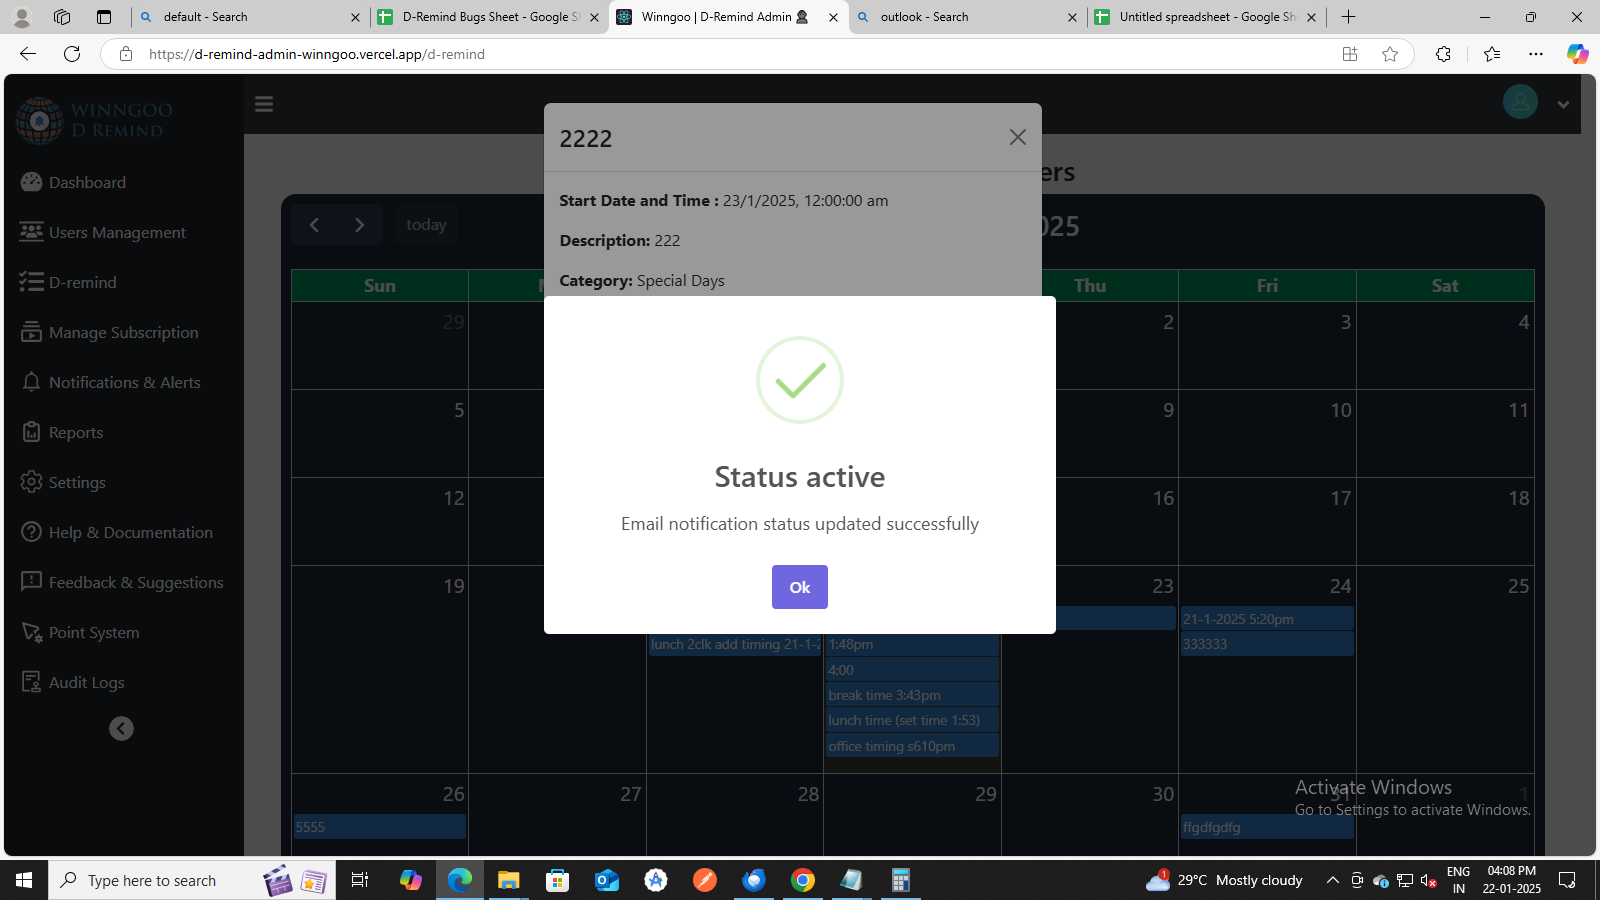 default - Search
D-Remind Bugs Sheet - Google S
Winngoo | D-Remind Admin
outlook - Search
Untitled spreadsheet - Google Sh
https://d-remind-admin-winngoo.vercel.app/d-remind
WINNGOO
D REMIND
Dashboard
Users Management
D-remind
Manage Subscription
Notifications & Alerts
Reports
Settings
Help & Documentation
Feedback & Suggestions
Point System
Audit Logs
ers
today
025
Sun
Thu
Fri
Sat
2222
Start Date and Time : 23/1/2025, 12:00:00 am
Description: 222
Category: Special Days
Status active
Email notification status updated successfully
Ok
29
2
3
4
5
9
10
11
12
16
17
18
19
23
24
25
21-1-2025 5:20pm
333333
lunch 2clk add timing 21-1-2
1:48pm
4:00
break time 3:43pm
lunch time (set time 1:53)
office timing s610pm
26
27
28
29
30
31
1
5555
ffgdfgdfg
Activate Windows
Go to Settings to activate Windows.
Type here to search
1
29°C Mostly cloudy
ENG
IN
04:08 PM
22-01-2025